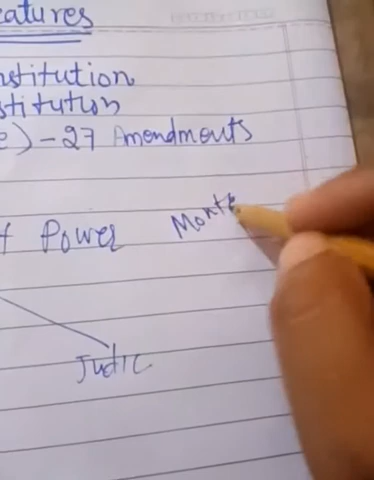 eatures
nstitution
stitution
e) - 27 Amendments
f Power Monte
Judic